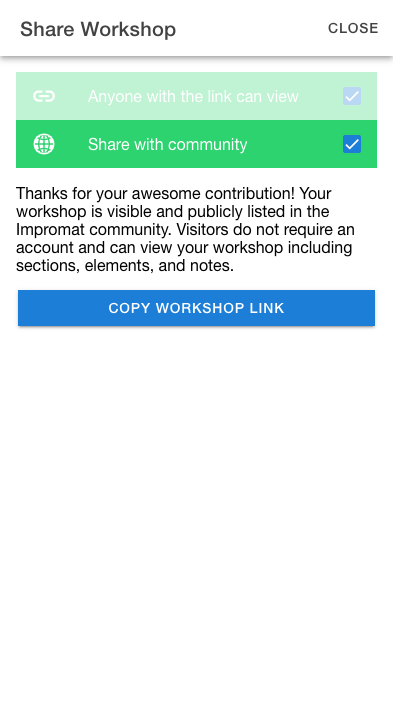 Share Workshop
CLOSE
Anyone with the link can view
Share with community
Thanks for your awesome contribution! Your
workshop is visible and publicly listed in the
Impromat community. Visitors do not require an
account and can view your workshop including
sections, elements, and notes.
COPY WORKSHOP LINK